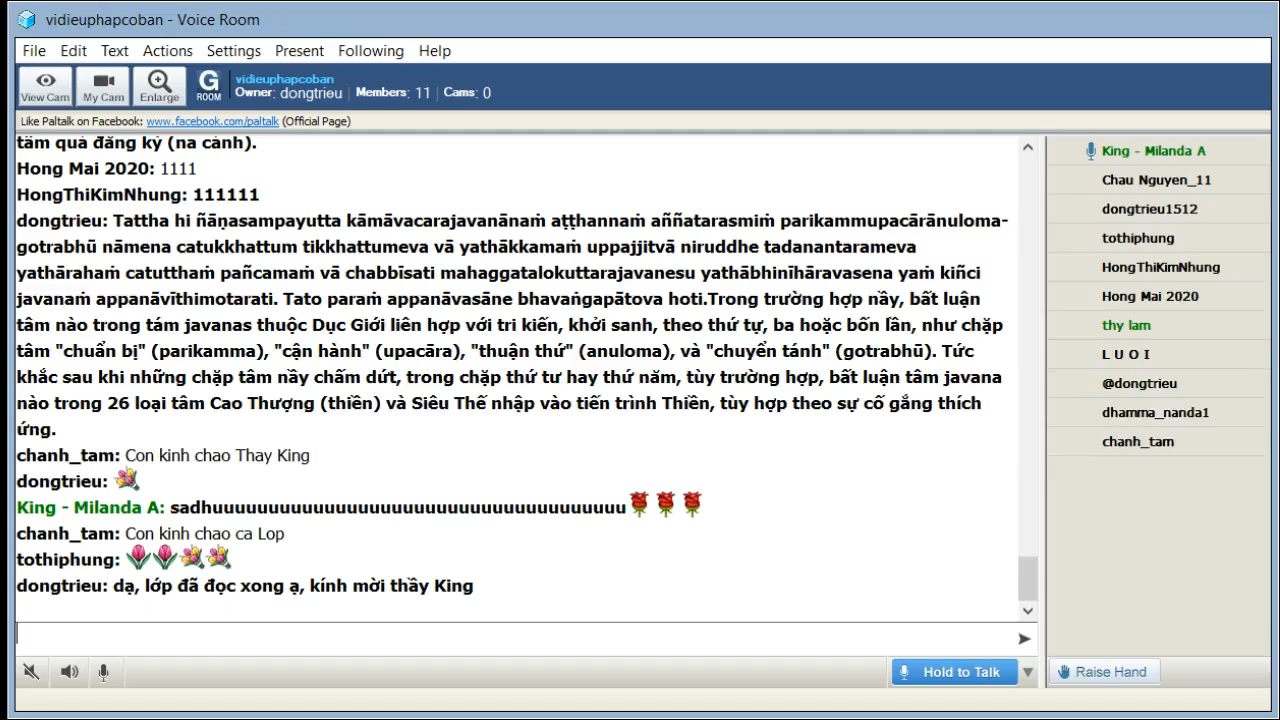 vidieuphapcoban - Voice Room
File Edit Text Actions Settings Present Following Help
View Cam My Cam Enlarge G ROOM
vidieuphapcoban
Owner: dongtrieu | Members: 11 | Cams: 0
Like Paltalk on Facebook: www.facebook.com/paltalk (Official Page)
tâm quả đăng ký (na cảnh).
Hong Mai 2020: 1111
HongThiKimNhung: 111111
dongtrieu: Tattha hi ñāṇasampayutta kāmāvacarajavanānaṁ aṭṭhannaṁ aññatarasmiṁ parikammupacārānuloma-
gotrabhū nāmena catukkhattum tikkhattumeva vā yathākkamaṁ uppajjitvā niruddhe tadanantarameva
yathārahaṁ catutthaṁ pañcamaṁ vā chabbīsati mahaggatalokuttarajavanesu yathābhinīhāravasena yaṁ kiñci
javanaṁ appanāvīthimotarati. Tato paraṁ appanāvasāne bhavaṅgapātova hoti.Trong trường hợp nầy, bất luận
tâm nào trong tám javanas thuộc Dục Giới liên hợp với tri kiến, khởi sanh, theo thứ tự, ba hoặc bốn lần, như chặp
tâm "chuẩn bị" (parikamma), "cận hành" (upacāra), "thuận thứ" (anuloma), và "chuyển tánh" (gotrabhū). Tức
khắc sau khi những chặp tâm nầy chấm dứt, trong chặp thứ tư hay thứ năm, tùy trường hợp, bất luận tâm javana
nào trong 26 loại tâm Cao Thượng (thiền) và Siêu Thế nhập vào tiến trình Thiền, tùy hợp theo sự cố gắng thích
ứng.
chanh_tam: Con kinh chao Thay King
dongtrieu:
King - Milanda A: sadhuuuuuuuuuuuuuuuuuuuuuuuuuuuuuuuuuuuuu
chanh_tam: Con kinh chao ca Lop
tothiphung:
dongtrieu: dạ, lớp đã đọc xong ạ, kính mời thầy King
Hold to Talk
King - Milanda A
Chau Nguyen_11
dongtrieu1512
tothiphung
HongThiKimNhung
Hong Mai 2020
thy lam
L U O I
@dongtrieu
dhamma_nanda1
chanh_tam
Raise Hand